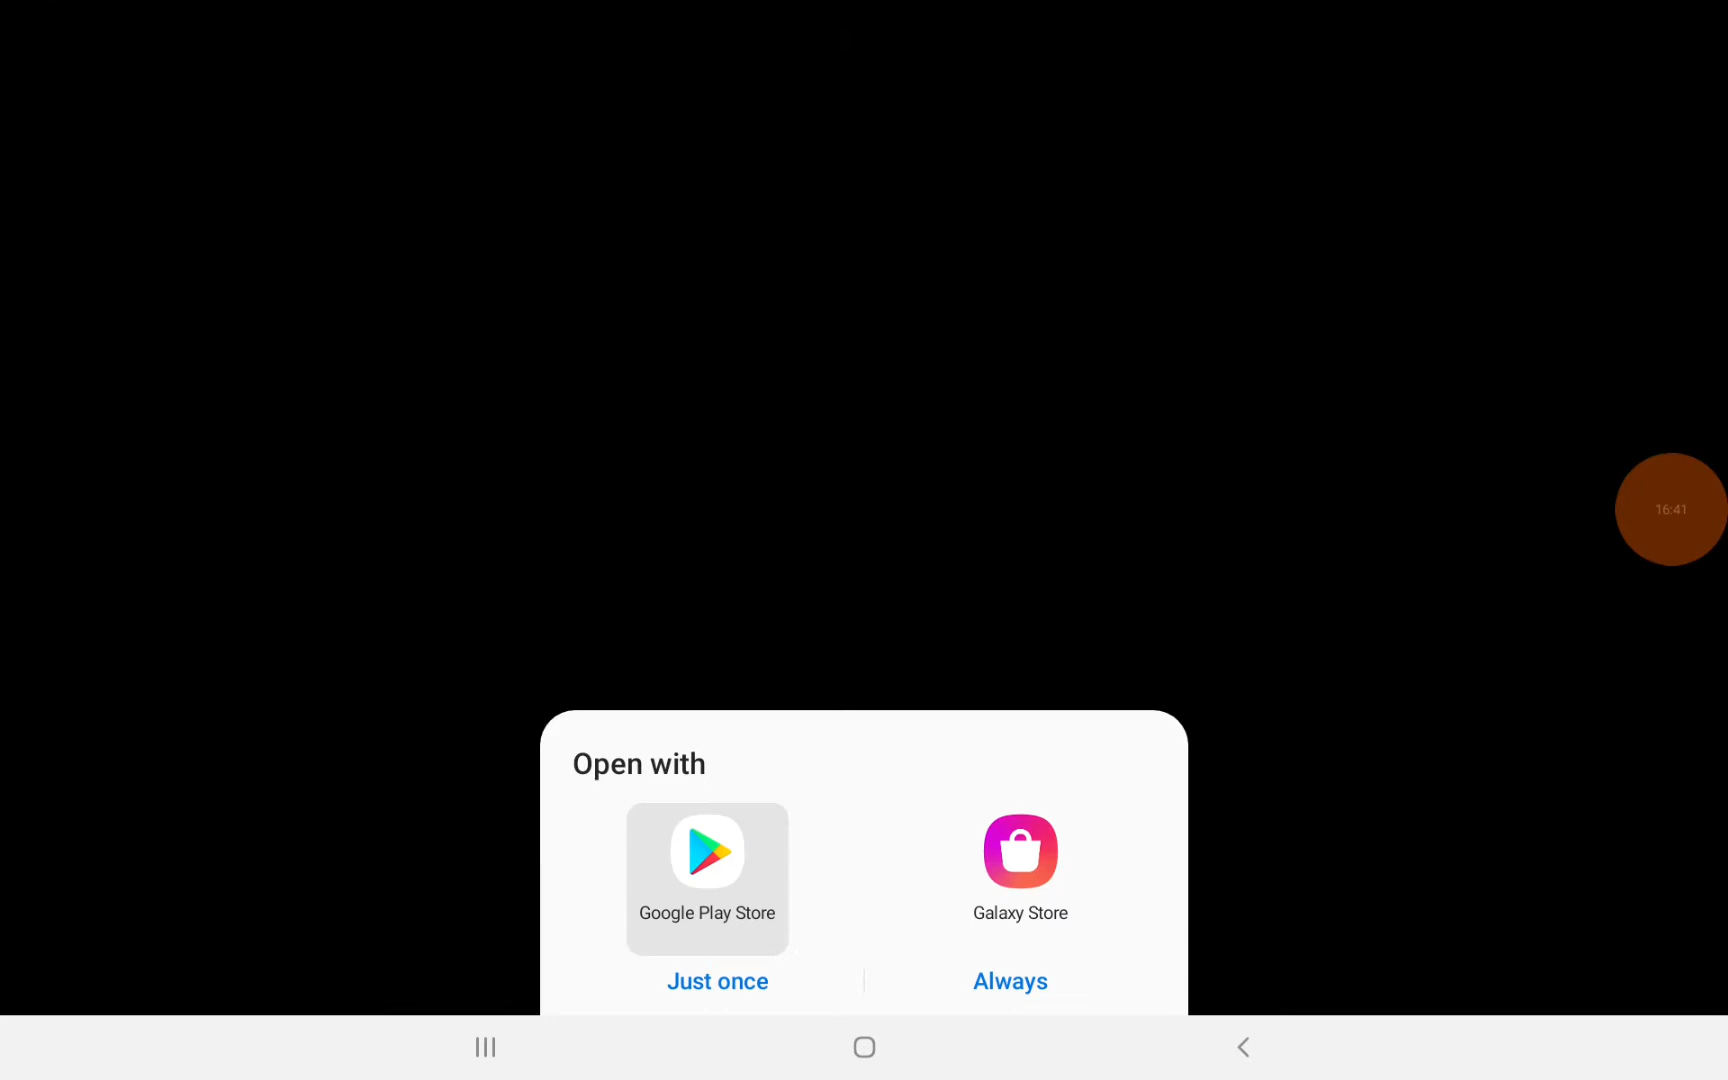 16:41
Open with
Google Play Store
Galaxy Store
Just once
Always